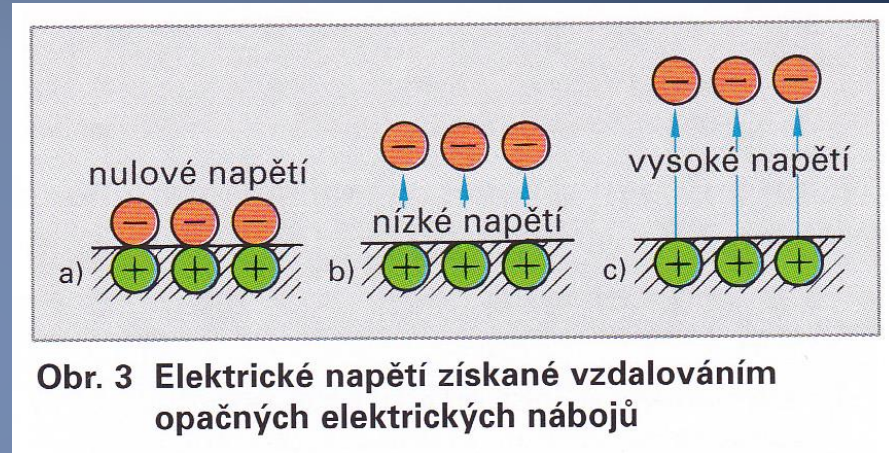 nulové napětí
nízké napětí
vysoké napětí
− − −
− − −
− − −
a) + + +
b) + + +
c) + + +
Obr. 3 Elektrické napětí získané vzdalováním
opačných elektrických nábojů